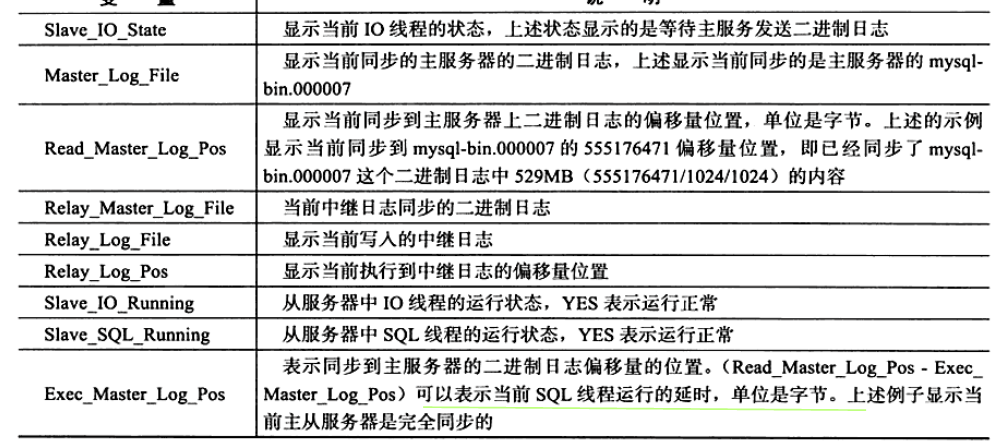 变 量 说 明
Slave_IO_State 显示当前 IO 线程的状态，上述状态显示的是等待主服务发送二进制日志
Master_Log_File 显示当前同步的主服务器的二进制日志，上述显示当前同步的是主服务器的 mysql-
bin.000007
Read_Master_Log_Pos 显示当前同步到主服务器上二进制日志的偏移量位置，单位是字节。上述的示例
显示当前同步到 mysql-bin.000007 的 555176471 偏移量位置，即已经同步了 mysql-
bin.000007 这个二进制日志中 529MB（555176471/1024/1024）的内容
Relay_Master_Log_File 当前中继日志同步的二进制日志
Relay_Log_File 显示当前写入的中继日志
Relay_Log_Pos 显示当前执行到中继日志的偏移量位置
Slave_IO_Running 从服务器中 IO 线程的运行状态，YES 表示运行正常
Slave_SQL_Running 从服务器中 SQL 线程的运行状态，YES 表示运行正常
Exec_Master_Log_Pos 表示同步到主服务器的二进制日志偏移量的位置。（Read_Master_Log_Pos - Exec_
Master_Log_Pos）可以表示当前 SQL 线程运行的延时，单位是字节。上述例子显示当
前主从服务器是完全同步的